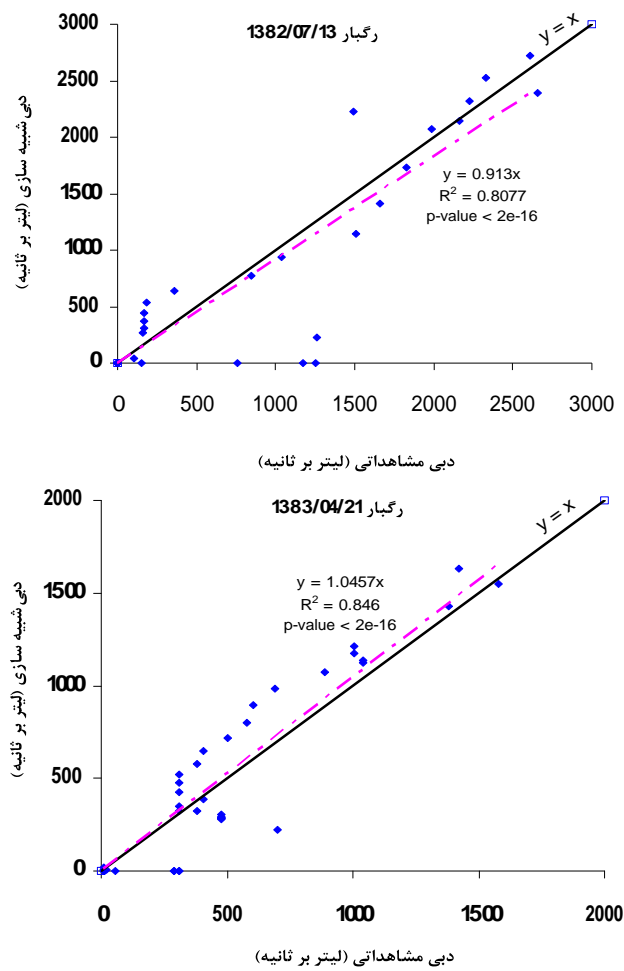 رگبار 1382/07/13
y = x
3000
2500
2000
1500
1000
500
0
دبی شبیه سازی (لیتر بر ثانیه)
y = 0.913x
R² = 0.8077
p-value < 2e-16
0 500 1000 1500 2000 2500 3000
دبی مشاهداتی (لیتر بر ثانیه)
رگبار 1383/04/21
y = x
2000
1500
1000
500
0
دبی شبیه سازی (لیتر بر ثانیه)
y = 1.0457x
R² = 0.846
p-value < 2e-16
0 500 1000 1500 2000
دبی مشاهداتی (لیتر بر ثانیه)